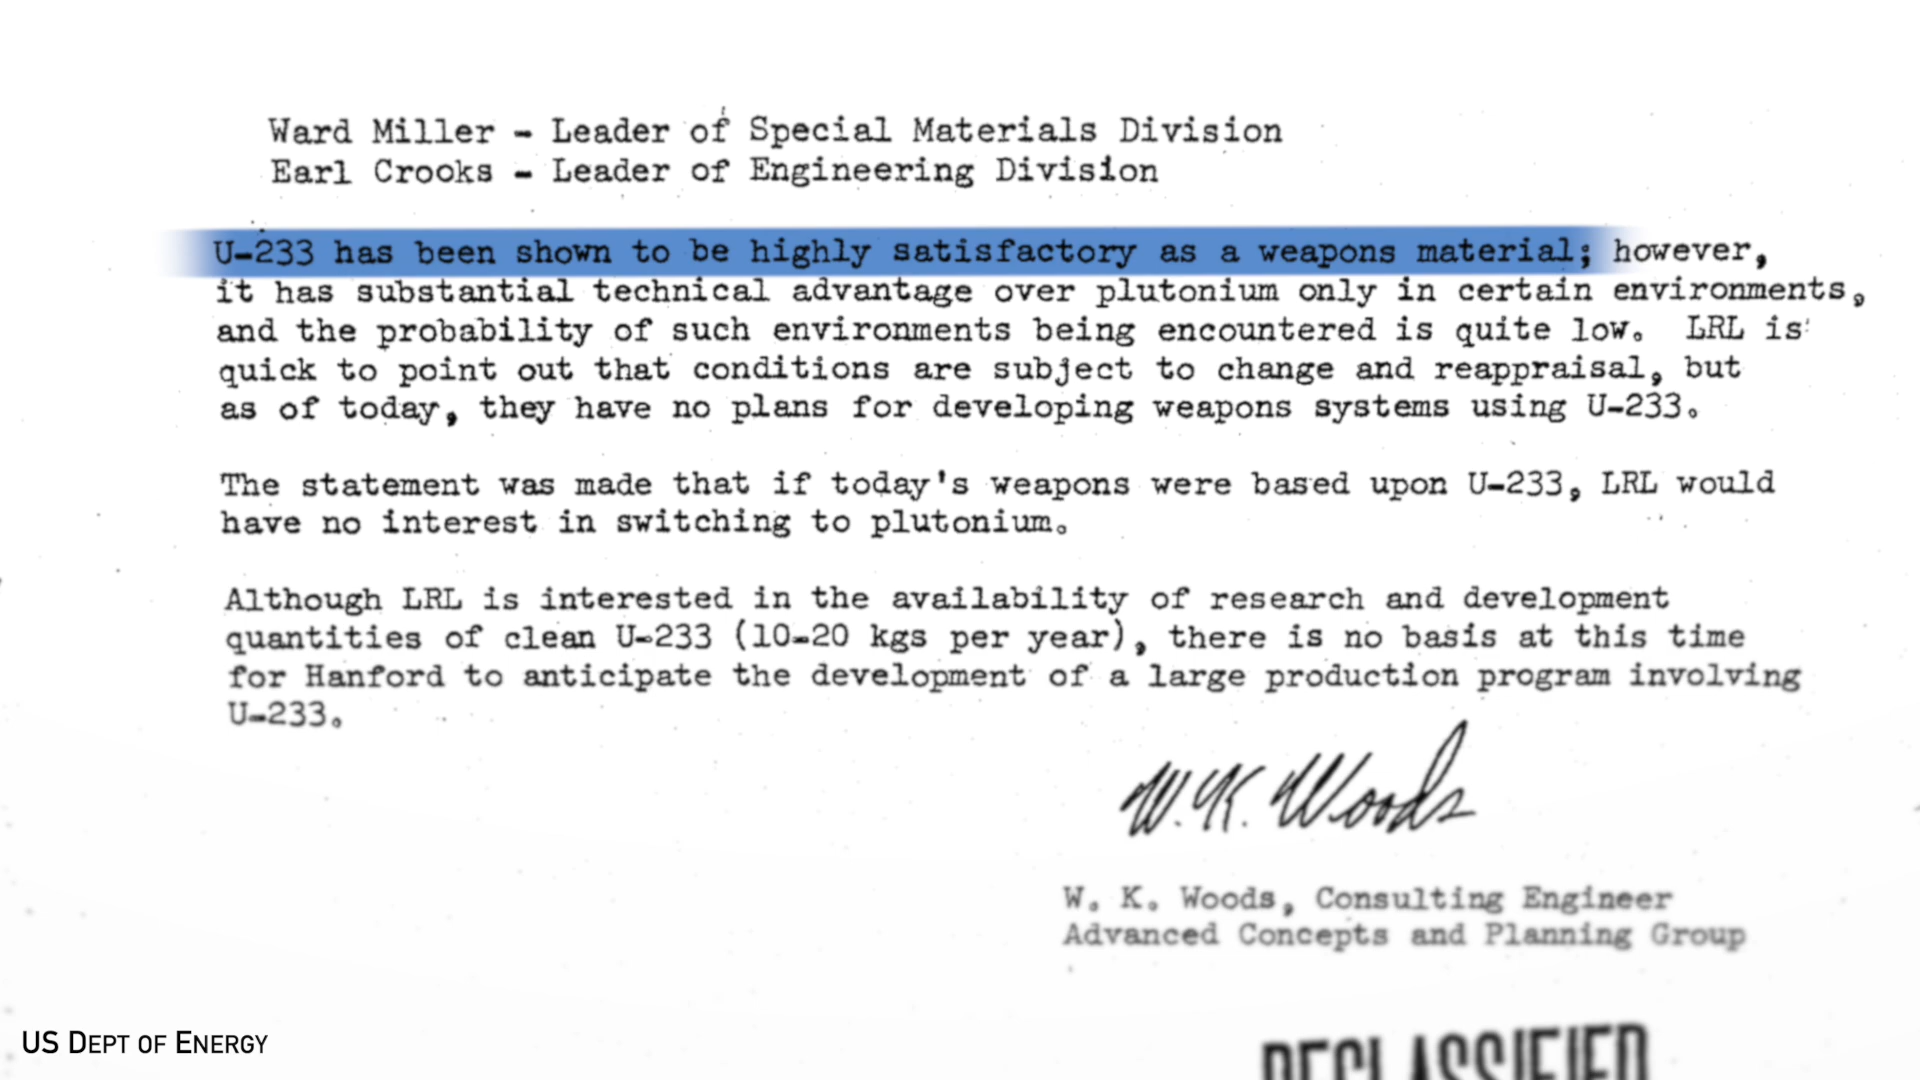 Ward Miller - Leader of Special Materials Division
Earl Crooks - Leader of Engineering Division
U-233 has been shown to be highly satisfactory as a weapons material; however,
it has substantial technical advantage over plutonium only in certain environments,
and the probability of such environments being encountered is quite low. LRL is
quick to point out that conditions are subject to change and reappraisal, but
as of today, they have no plans for developing weapons systems using U-233.
The statement was made that if today's weapons were based upon U-233, LRL would
have no interest in switching to plutonium.
Although LRL is interested in the availability of research and development
quantities of clean U-233 (10-20 kgs per year), there is no basis at this time
for Hanford to anticipate the development of a large production program involving
U-233.
W. K. Woods
W. K. Woods, Consulting Engineer
Advanced Concepts and Planning Group
DECLASSIFIED
US DEPT OF ENERGY